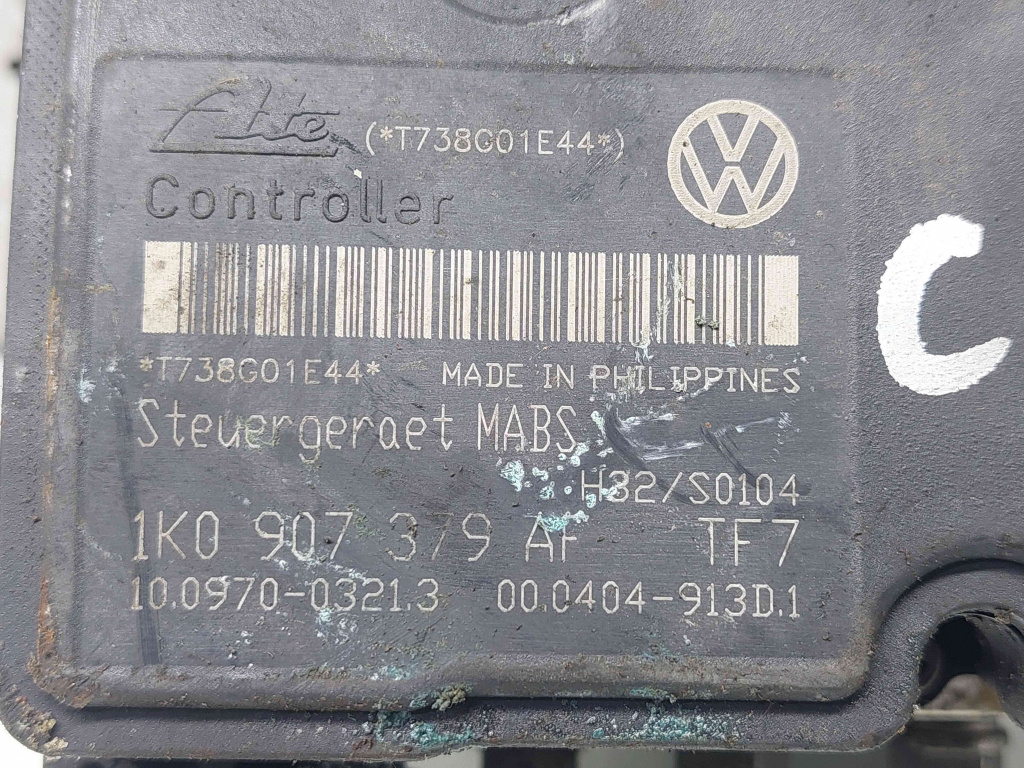 Ate (*T738G01E44*)
Controller
*T738G01E44* MADE IN PHILIPPINES
Steuergeraet MABS
H32/S0104
1K0 907 379 AF TF7
10.0970-0321.3 00.0404-913D.1
C